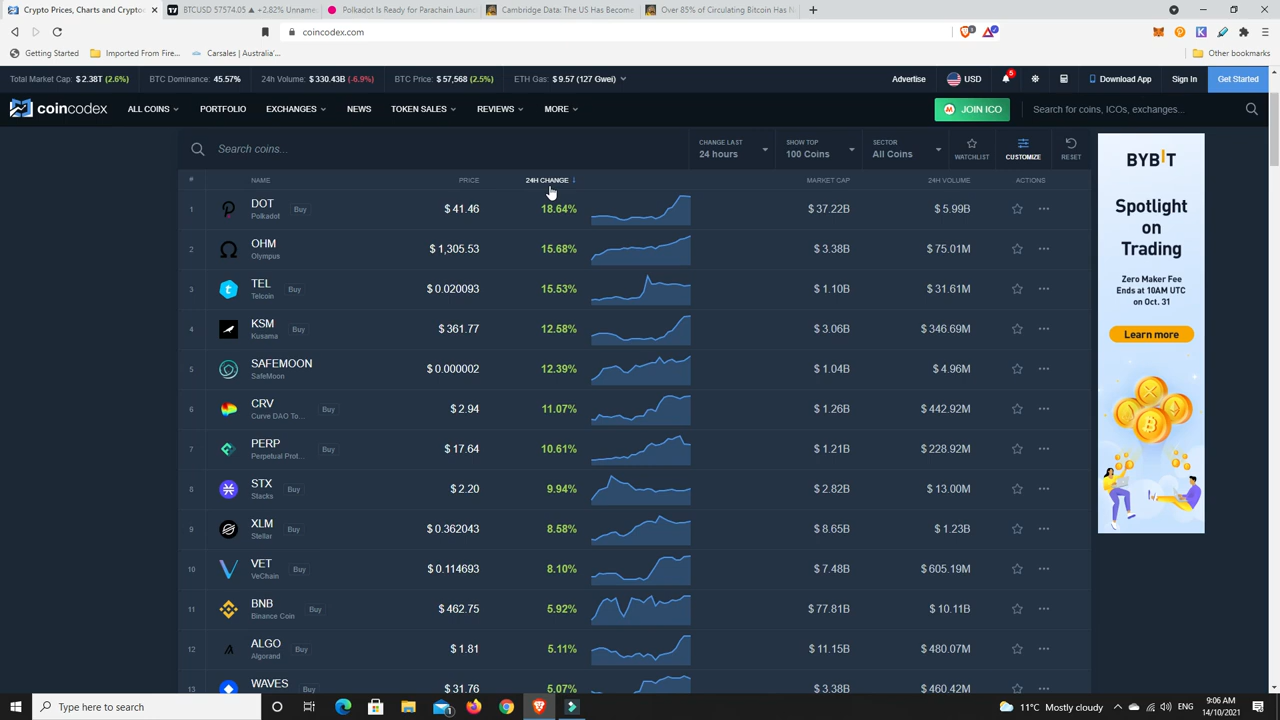 Crypto Prices, Charts and Cryptoc
BTCUSD 57574.05 ▲ +2.82% Unname
Polkadot Is Ready for Parachain Launc
Cambridge Data: The US Has Become
Over 85% of Circulating Bitcoin Has N
coincodex.com
Getting Started
Imported From Fire...
Carsales | Australia'...
Other bookmarks
Total Market Cap: $2.38T (2.6%)
BTC Dominance: 45.57%
24h Volume: $330.43B (-6.9%)
BTC Price: $57,568 (2.5%)
ETH Gas: $9.57 (127 Gwei)
Advertise
USD
5
Download App
Sign In
Get Started
coincodex
ALL COINS
PORTFOLIO
EXCHANGES
NEWS
TOKEN SALES
REVIEWS
MORE
JOIN ICO
Search for coins, ICOs, exchanges...
Search coins...
CHANGE LAST
24 hours
SHOW TOP
100 Coins
SECTOR
All Coins
WATCHLIST
CUSTOMIZE
RESET
# NAME PRICE 24H CHANGE ↓ MARKET CAP 24H VOLUME ACTIONS
1 DOT Buy $ 41.46 18.64% $ 37.22B $ 5.99B
Polkadot
2 OHM $ 1,305.53 15.68% $ 3.38B $ 75.01M
Olympus
3 TEL Buy $ 0.020093 15.53% $ 1.10B $ 31.61M
Telcoin
4 KSM Buy $ 361.77 12.58% $ 3.06B $ 346.69M
Kusama
5 SAFEMOON $ 0.000002 12.39% $ 1.04B $ 4.96M
SafeMoon
6 CRV Buy $ 2.94 11.07% $ 1.26B $ 442.92M
Curve DAO To...
7 PERP Buy $ 17.64 10.61% $ 1.21B $ 228.92M
Perpetual Prot...
8 STX Buy $ 2.20 9.94% $ 2.82B $ 13.00M
Stacks
9 XLM Buy $ 0.362043 8.58% $ 8.65B $ 1.23B
Stellar
10 VET Buy $ 0.114693 8.10% $ 7.48B $ 605.19M
VeChain
11 BNB Buy $ 462.75 5.92% $ 77.81B $ 10.11B
Binance Coin
12 ALGO Buy $ 1.81 5.11% $ 11.15B $ 480.07M
Algorand
13 WAVES Buy $ 31.76 5.07% $ 3.38B $ 460.42M
BYBIT
Spotlight
on
Trading
Zero Maker Fee
Ends at 10AM UTC
on Oct. 31
Learn more
Type here to search
11°C Mostly cloudy
ENG
9:06 AM
14/10/2021